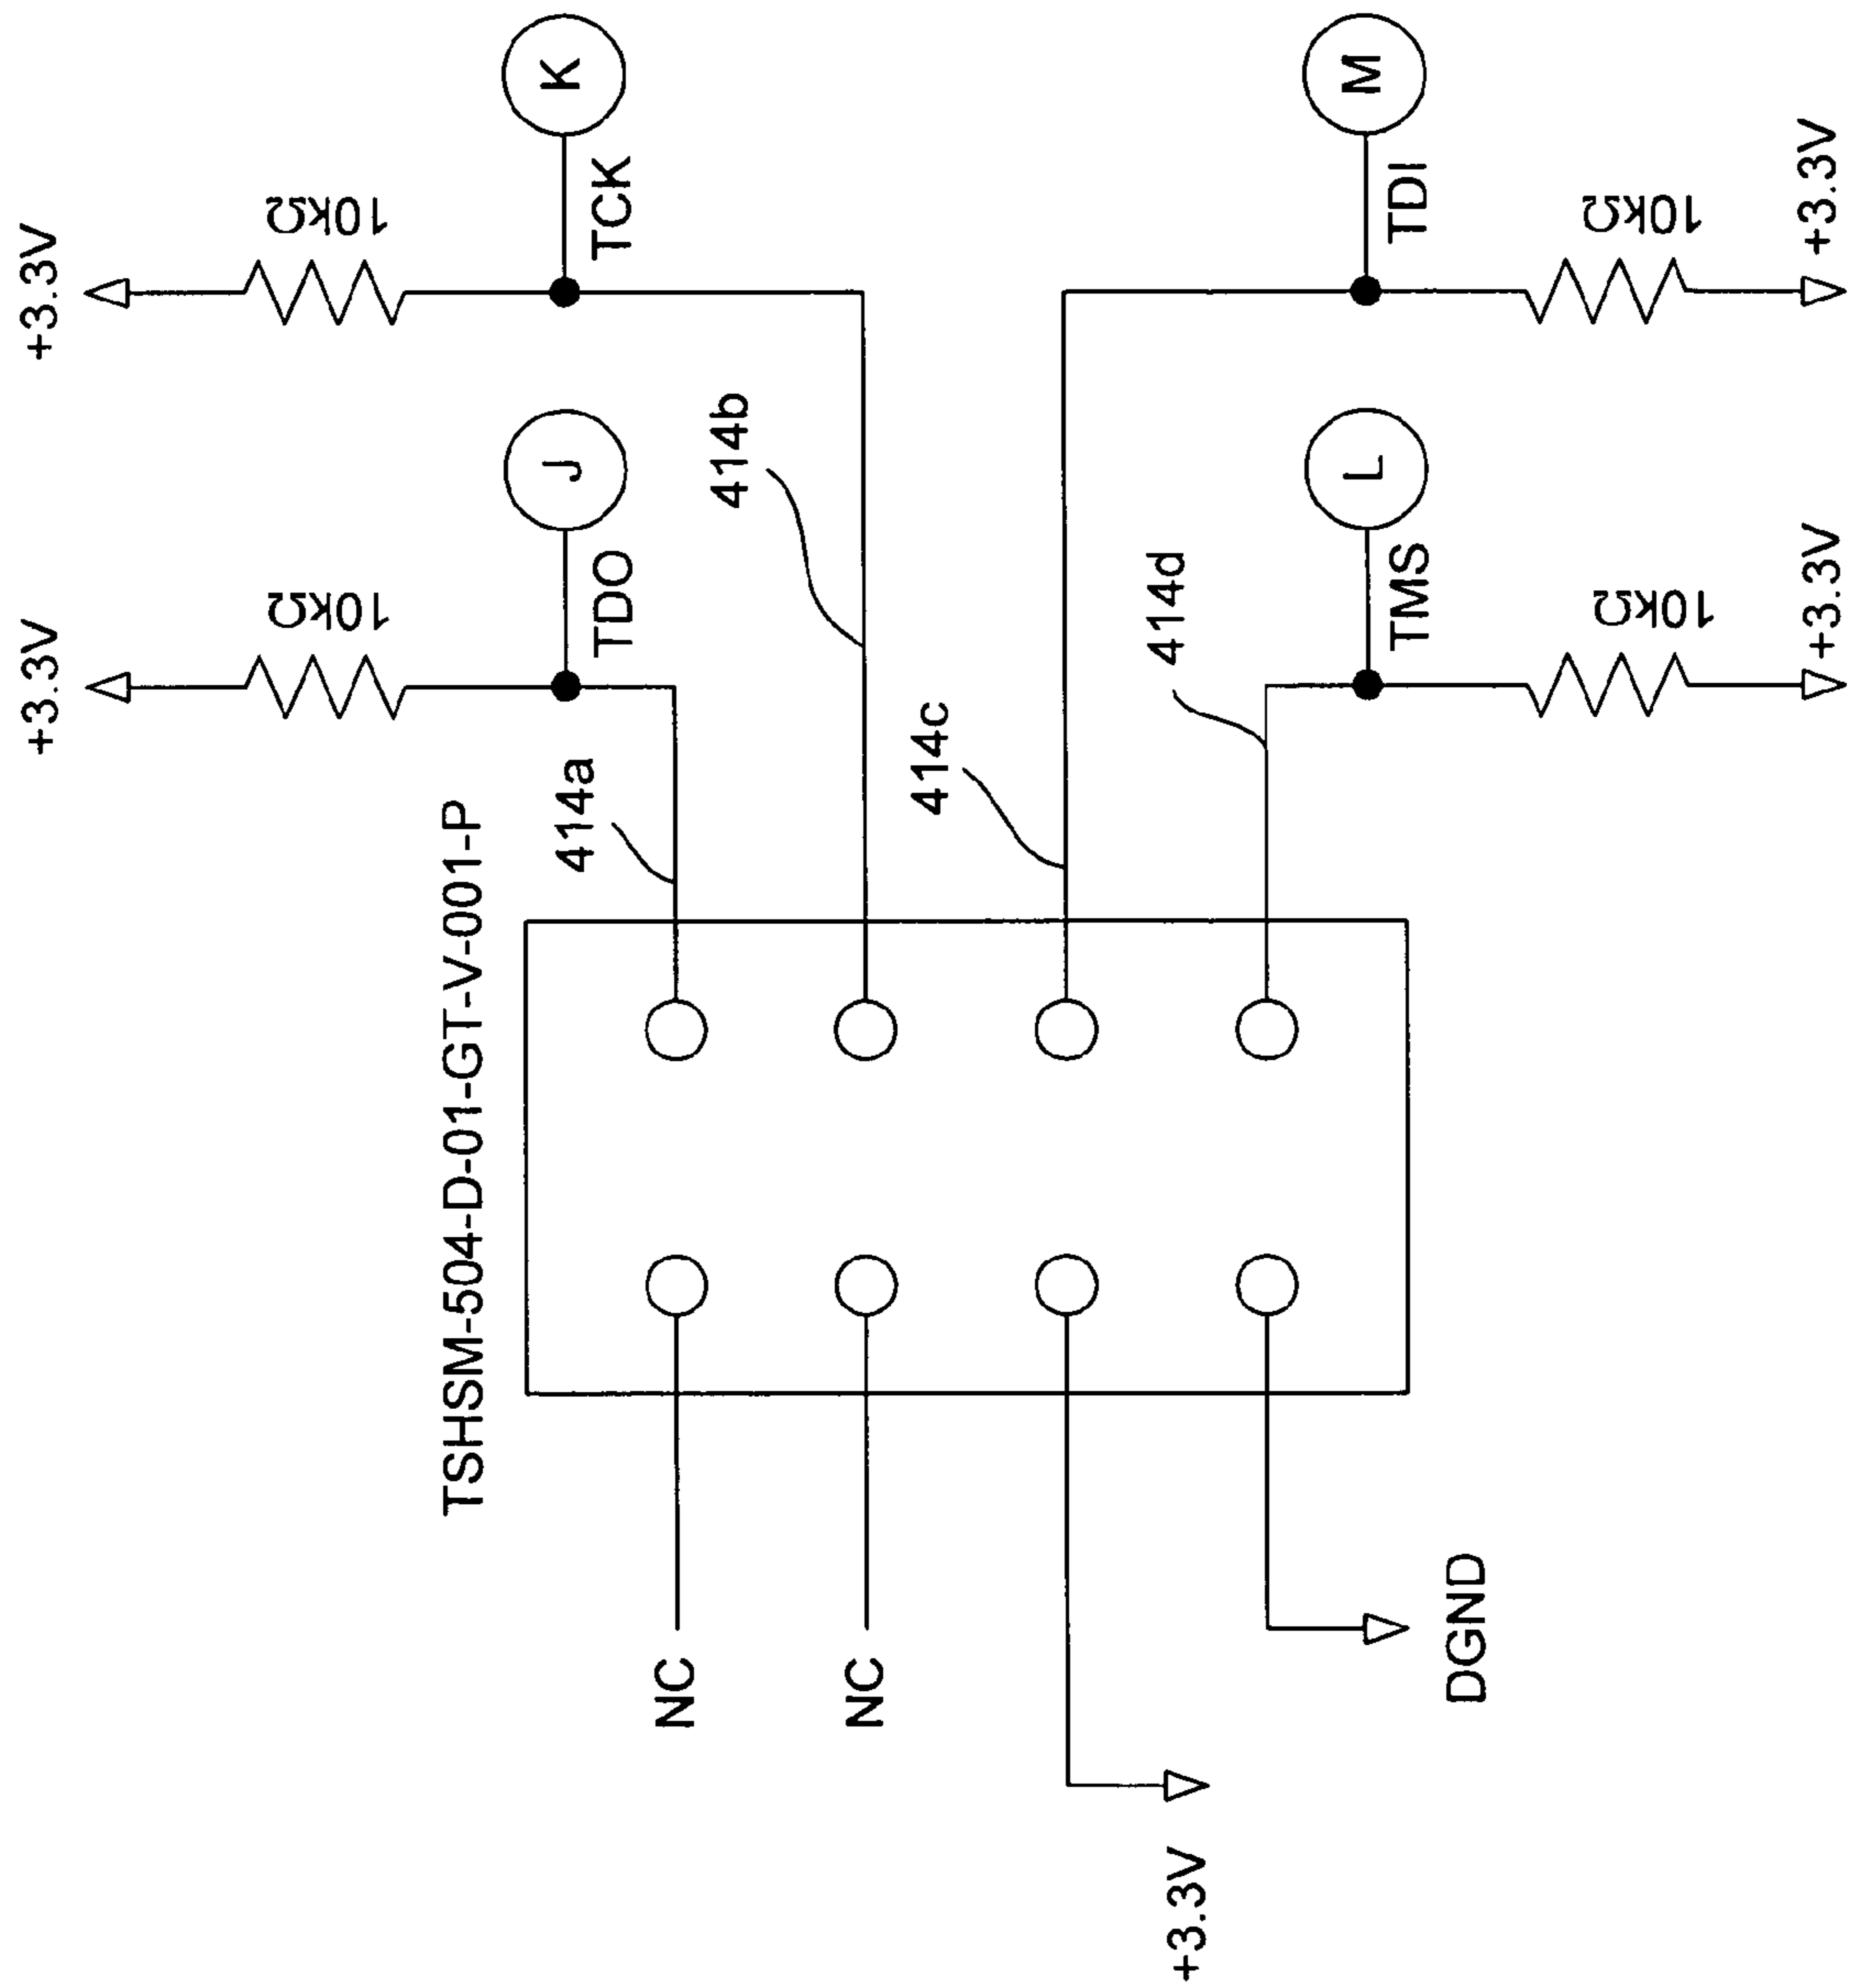 +3.3V
+3.3V
10kΩ
10kΩ
J
K
TDO
TCK
TSHSM-504-D-01-GT-V-001-P
414a
414b
414c
414d
NC
NC
+3.3V
DGND
L
M
TMS
TDI
10kΩ
10kΩ
+3.3V
+3.3V